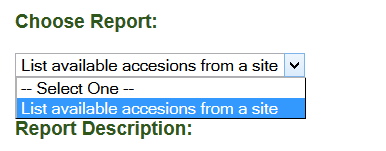 Choose Report:
List available accesions from a site
-- Select One --
List available accesions from a site
Report Description: